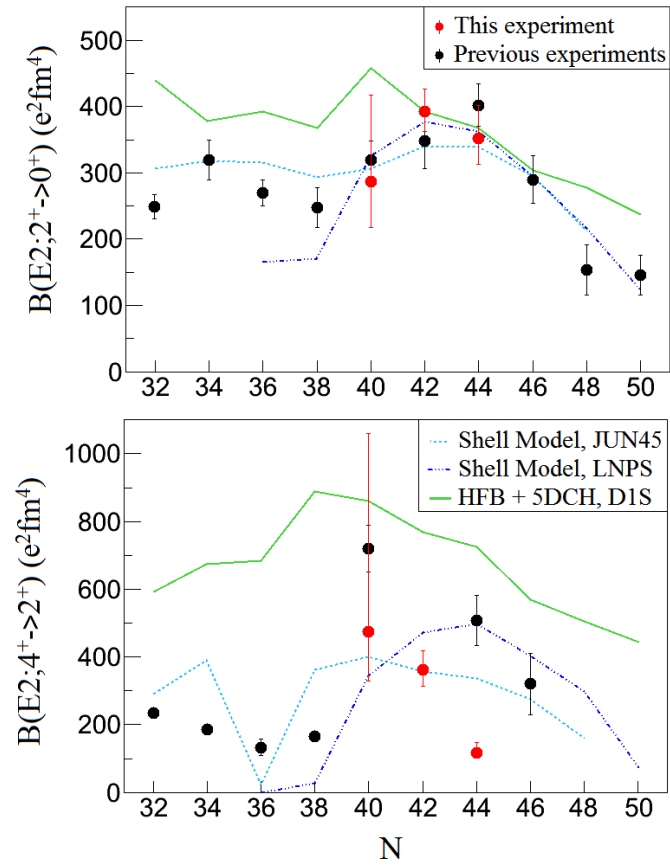 This experiment
Previous experiments
B(E2;2+->0+) (e2fm4)
500
400
300
200
100
0
32 34 36 38 40 42 44 46 48 50
Shell Model, JUN45
Shell Model, LNPS
HFB + 5DCH, D1S
B(E2;4+->2+) (e2fm4)
1000
800
600
400
200
0
32 34 36 38 40 42 44 46 48 50
N